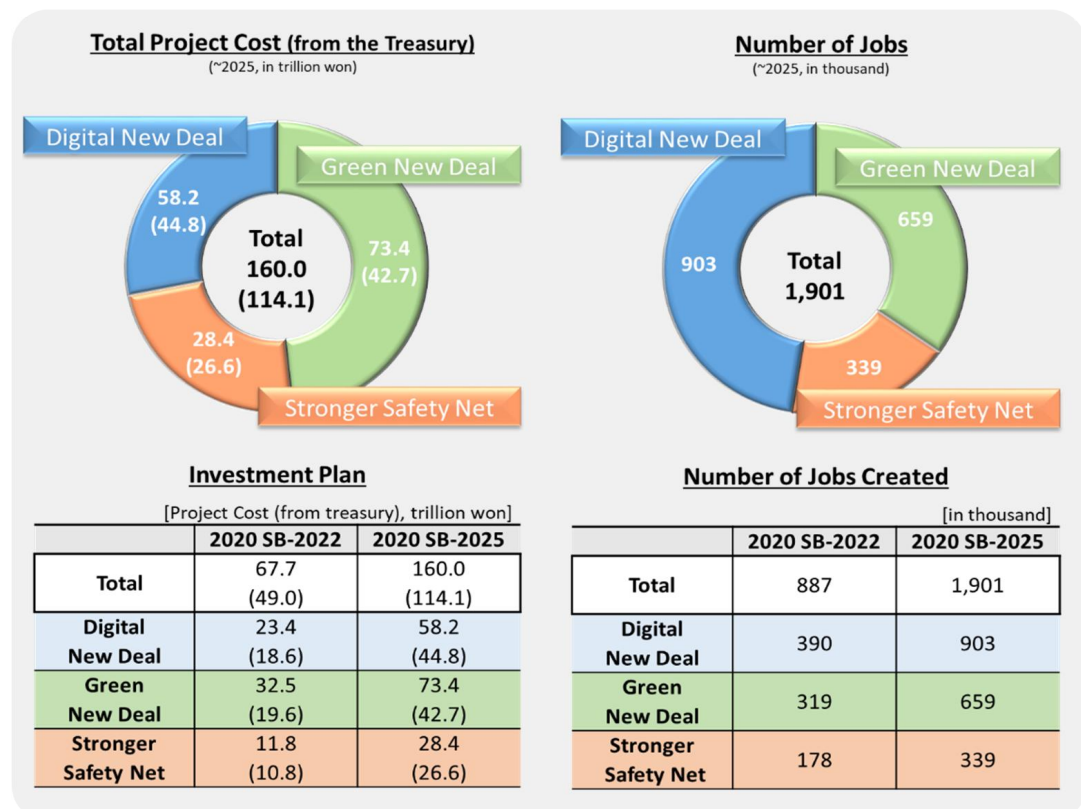 Total Project Cost (from the Treasury)
(~2025, in trillion won)
Digital New Deal
Green New Deal
58.2
(44.8)
73.4
(42.7)
Total
160.0
(114.1)
28.4
(26.6)
Stronger Safety Net
Number of Jobs
(~2025, in thousand)
Digital New Deal
Green New Deal
659
903
Total
1,901
339
Stronger Safety Net
Investment Plan
[Project Cost (from treasury), trillion won]
2020 SB-2022 2020 SB-2025
Total 67.7 160.0
(49.0) (114.1)
Digital 23.4 58.2
New Deal (18.6) (44.8)
Green 32.5 73.4
New Deal (19.6) (42.7)
Stronger 11.8 28.4
Safety Net (10.8) (26.6)
Number of Jobs Created
[in thousand]
2020 SB-2022 2020 SB-2025
Total 887 1,901
Digital
New Deal 390 903
Green
New Deal 319 659
Stronger
Safety Net 178 339